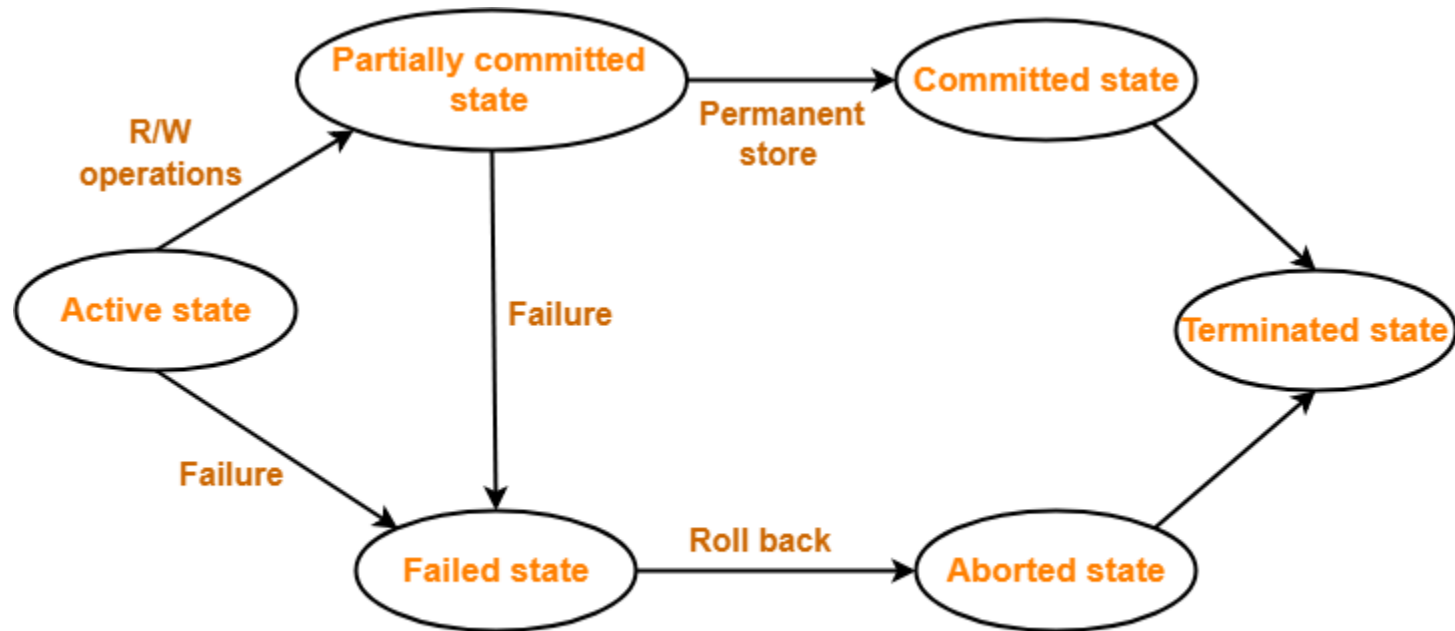 Partially committed
state
Committed state
R/W
operations
Permanent
store
Active state
Failure
Terminated state
Failure
Failed state
Roll back
Aborted state